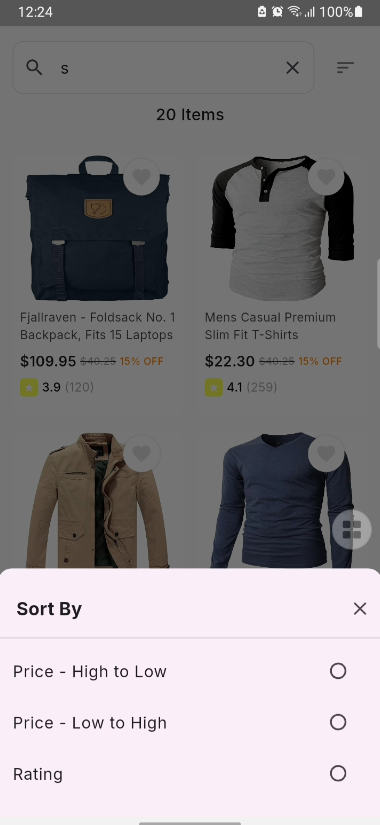 12:24
100%
s
20 Items
Fjallraven - Foldsack No. 1
Backpack, Fits 15 Laptops
$109.95 $40.25 15% OFF
3.9 (120)
Mens Casual Premium
Slim Fit T-Shirts
$22.30 $40.25 15% OFF
4.1 (259)
Sort By
Price - High to Low
Price - Low to High
Rating